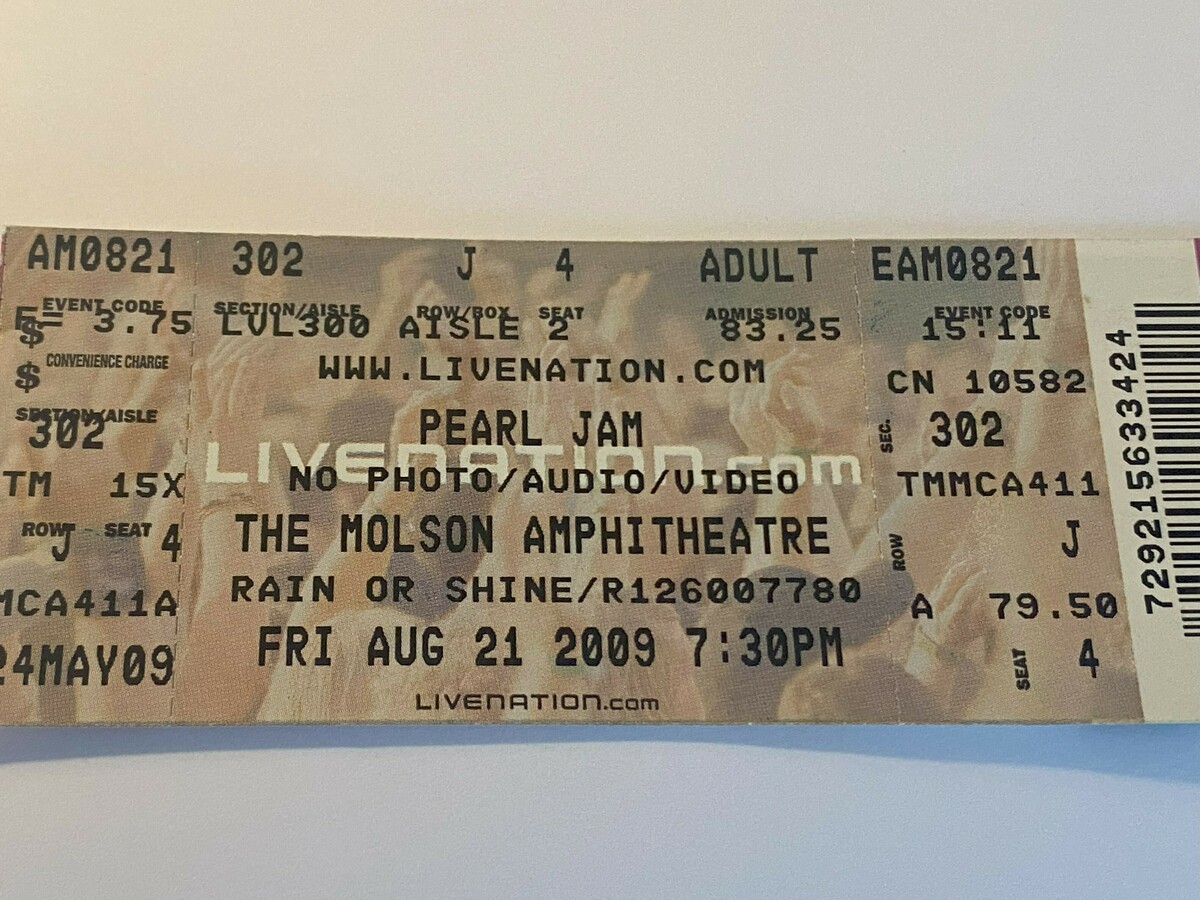 AM0821 302 J 4 ADULT EAM0821
EVENT CODE SECTION/AISLE ROW/BOX SEAT ADMISSION EVENT CODE
$ 3.75 LVL300 AISLE 2 83.25 15:11
$ CONVENIENCE CHARGE WWW.LIVENATION.COM CN 10582
SECTION/AISLE
302 PEARL JAM SEC. 302
LIVENATION.com
TM 15X NO PHOTO/AUDIO/VIDEO TMMCA411
ROW J SEAT 4 THE MOLSON AMPHITHEATRE ROW J
MCA411A RAIN OR SHINE/R126007780 A 79.50
24MAY09 FRI AUG 21 2009 7:30PM SEAT 4
LIVENATION.com
729215633424